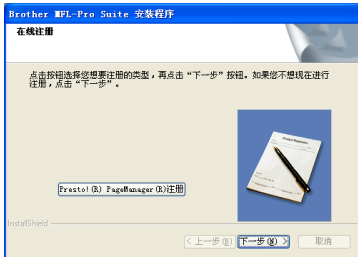 Brother MFL-Pro Suite 安装程序
在线注册
点击按钮选择您想要注册的类型，再点击“下一步”按钮。如果您不想现在进行
注册，点击“下一步”。
Presto!(R) PageManager(R)注册
InstallShield
< 上一步(B)
下一步(N) >
取消